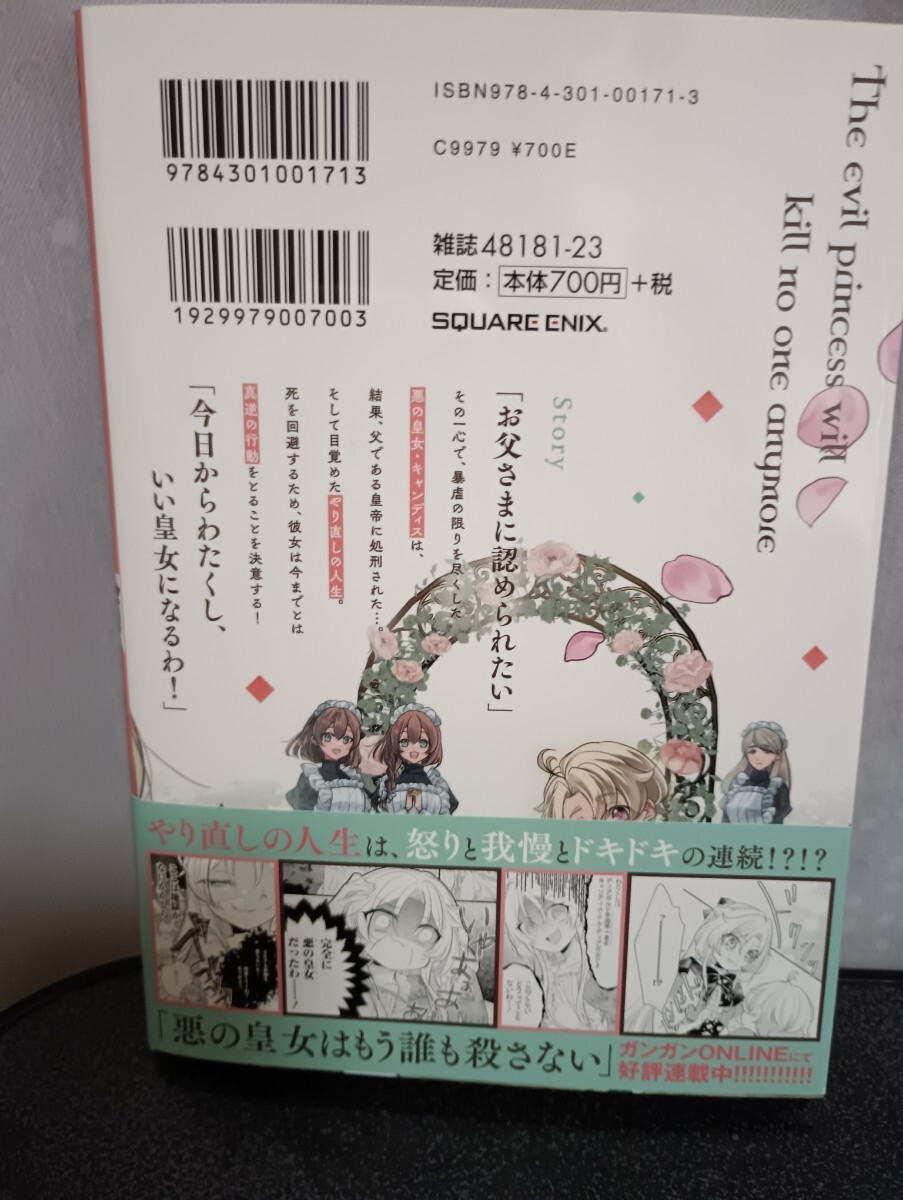 ISBN978-4-301-00171-3
C9979 ¥700E
9784301001713
雑誌 48181-23
定価：本体700円+税
1929979007003
SQUARE ENIX®
The evil princess will
kill no one anymore
Story
「お父さまに認められたい」
その一心で、暴虐の限りを尽くした
悪の皇女・キャンディスは、
結果、父である皇帝に処刑された…。
そして目覚めたやり直しの人生。
死を回避するため、彼女は今までとは
真逆の行動をとることを決意する！
「今日からわたくし、
いい皇女になるわ！」
やり直しの人生は、怒りと我慢とドキドキの連続!?!?
完全に
悪の皇女
だったわ――！
「悪の皇女はもう誰も殺さない」
ガンガンONLINEにて
好評連載中!!!!!!!!!!!!